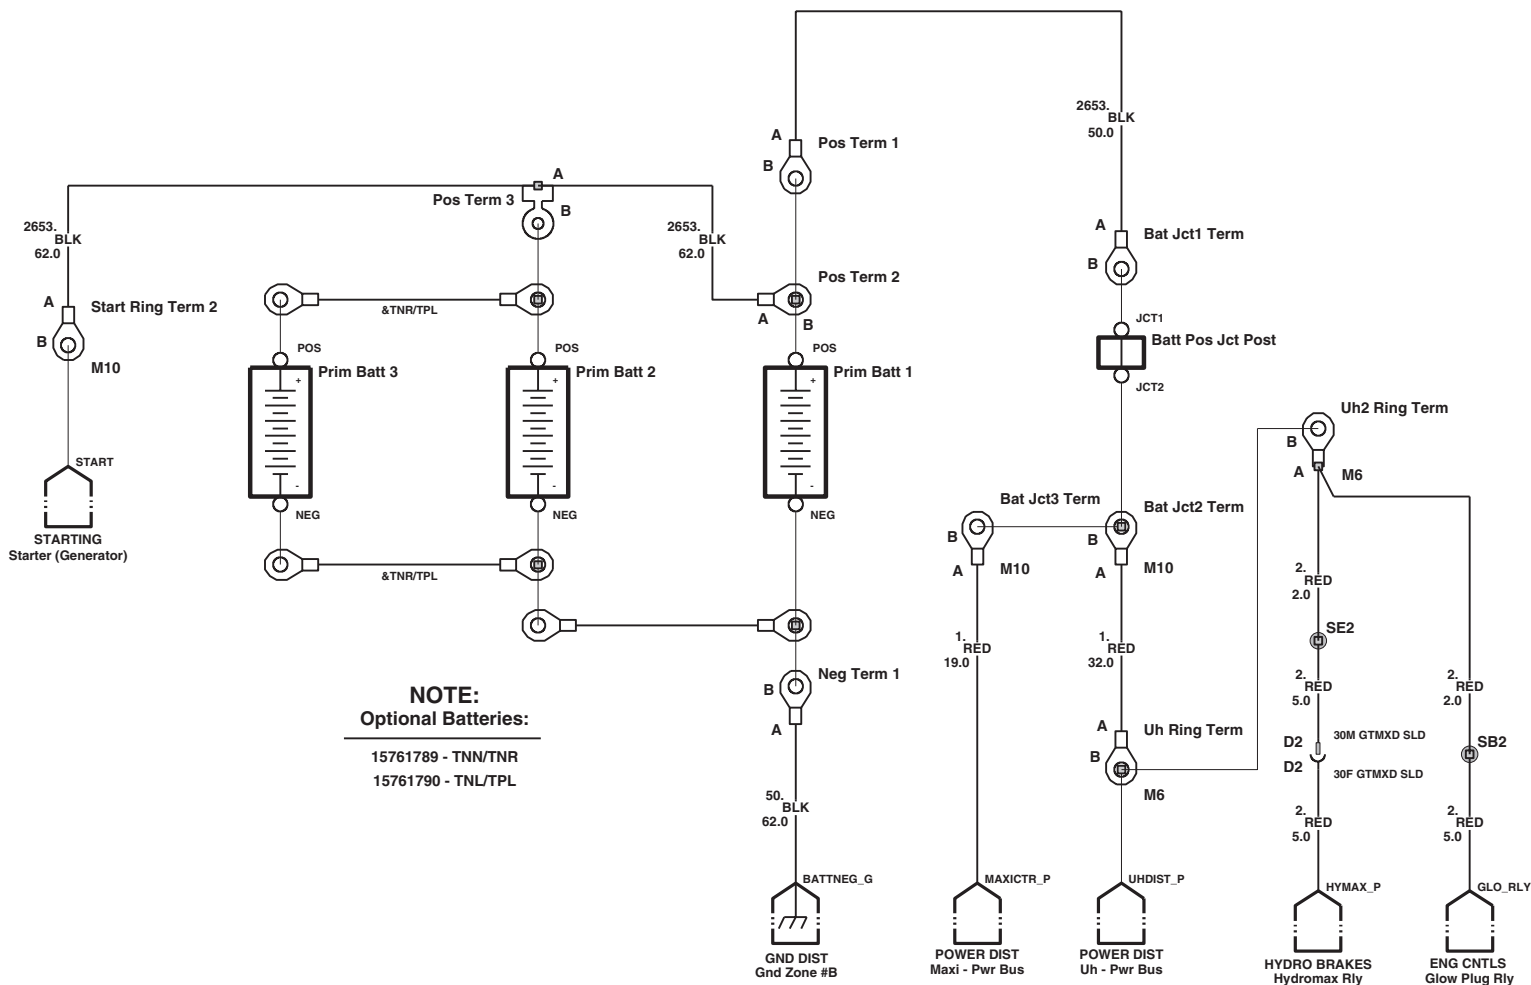 2653.
BLK
50.0
A
B
Pos Term 1
A
Pos Term 3
B
2653.
BLK
62.0
2653.
BLK
62.0
A
B
Bat Jct1 Term
Pos Term 2
A
B
A
Start Ring Term 2
B
M10
&TNR/TPL
JCT1
Batt Pos Jct Post
JCT2
POS
+
Prim Batt 3
-
NEG
POS
+
Prim Batt 2
-
NEG
POS
+
Prim Batt 1
-
NEG
Uh2 Ring Term
B
A
M6
START
STARTING
Starter (Generator)
Bat Jct3 Term
B
A
M10
Bat Jct2 Term
B
A
M10
&TNR/TPL
2.
RED
2.0
SE2
1.
RED
19.0
1.
RED
32.0
Neg Term 1
B
A
2.
RED
5.0
2.
RED
2.0
NOTE:
Optional Batteries:
15761789 - TNN/TNR
15761790 - TNL/TPL
A
Uh Ring Term
B
M6
D2
30M GTMXD SLD
D2
30F GTMXD SLD
SB2
50.
BLK
62.0
2.
RED
5.0
2.
RED
5.0
BATTNEG_G
MAXICTR_P
UHDIST_P
HYMAX_P
GLO_RLY
GND DIST
Gnd Zone #B
POWER DIST
Maxi - Pwr Bus
POWER DIST
Uh - Pwr Bus
HYDRO BRAKES
Hydromax Rly
ENG CNTLS
Glow Plug Rly